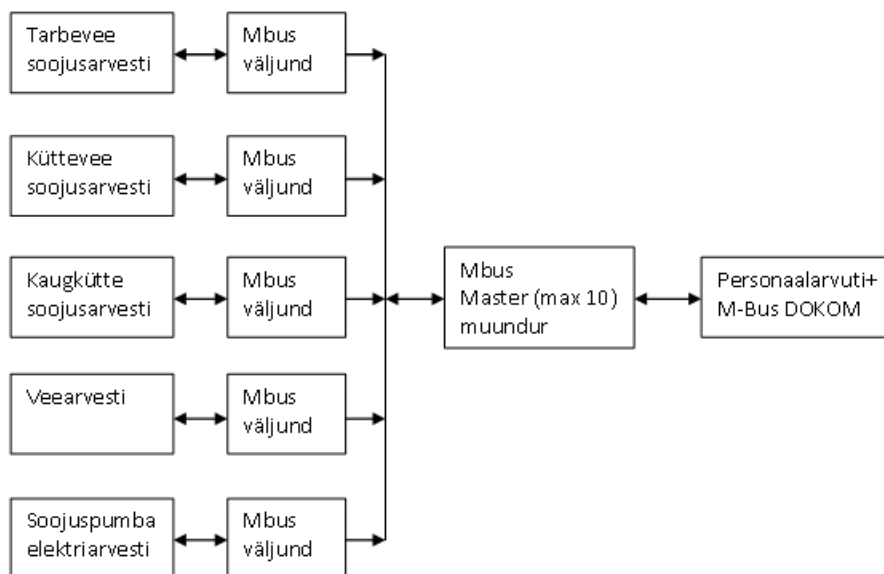 Tarbevee
soojusarvesti
Mbus
väljund
Küttevee
soojusarvesti
Mbus
väljund
Kaugkütte
soojusarvesti
Mbus
väljund
Veearvesti
Mbus
väljund
Soojuspumba
elektriarvesti
Mbus
väljund
Mbus
Master (max 10)
muundur
Personaalarvuti+
M-Bus DOKOM